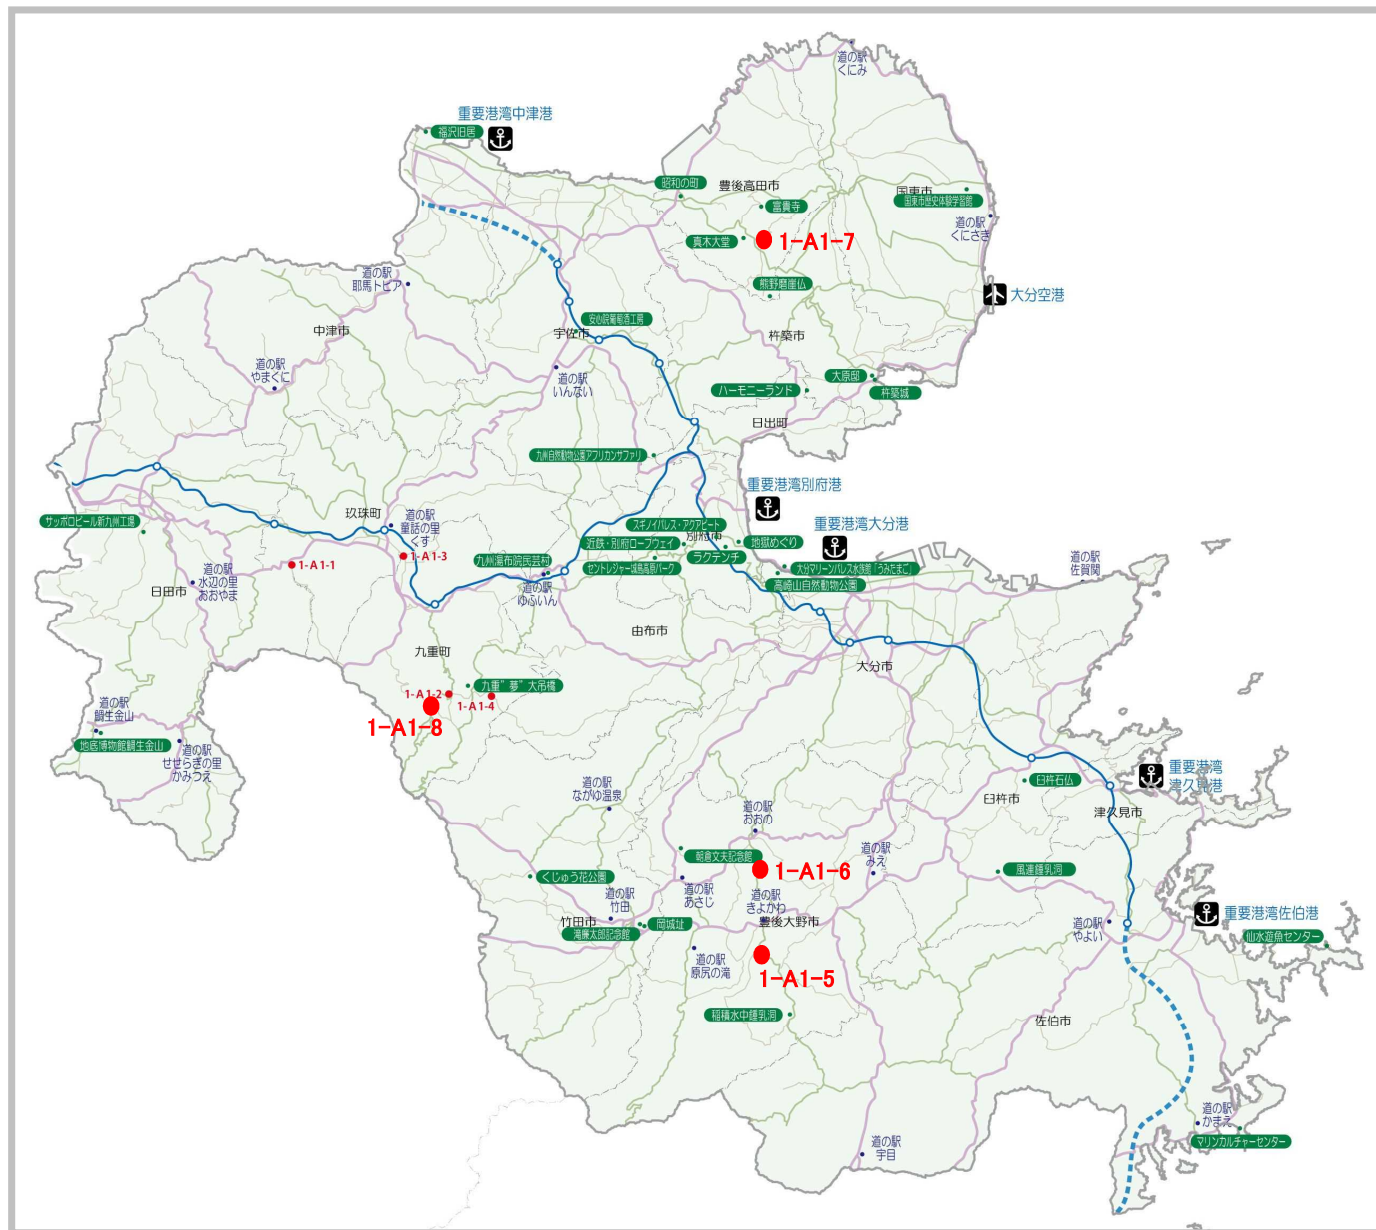 道の駅
くにみ
重要港湾中津港
福沢旧居
昭和の町
豊後高田市
富貴寺
国東市
国東市歴史体験学習館
道の駅
くにさき
真木大堂
1-A1-7
熊野磨崖仏
大分空港
道の駅
耶馬トピア
中津市
安心院葡萄酒工房
宇佐市
杵築市
道の駅
やまくに
道の駅
いんない
ハーモニーランド
大原邸
杵築城
日出町
九州自然動物公園アフリカンサファリ
重要港湾別府港
玖珠町
道の駅
童話の里
くす
サッポロビール新九州工場
スギノイパレス・アクアビート
別府市
近鉄・別府ロープウェイ
地獄めぐり
ラクテンチ
重要港湾大分港
1-A1-3
1-A1-1
九州湯布院民芸村
セントレジャー城島高原パーク
大分マリーンパレス水族館「うみたまご」
高崎山自然動物公園
道の駅
佐賀関
日田市
道の駅
水辺の里
おおやま
道の駅
ゆふいん
由布市
九重町
大分市
1-A1-2
九重”夢”大吊橋
1-A1-4
1-A1-8
道の駅
鯛生金山
地底博物館鯛生金山
道の駅
せせらぎの里
かみつえ
道の駅
ながゆ温泉
道の駅
おおの
臼杵市
臼杵石仏
重要港湾
津久見港
津久見市
朝倉文夫記念館
1-A1-6
道の駅
みえ
風連鐘乳洞
くじゅう花公園
道の駅
あさじ
道の駅
きよかわ
道の駅
竹田
竹田市
岡城址
滝廉太郎記念館
豊後大野市
道の駅
やよい
重要港湾佐伯港
仙水遊魚センター
道の駅
原尻の滝
1-A1-5
稲積水中鐘乳洞
佐伯市
道の駅
かまえ
マリンカルチャーセンター
道の駅
宇目